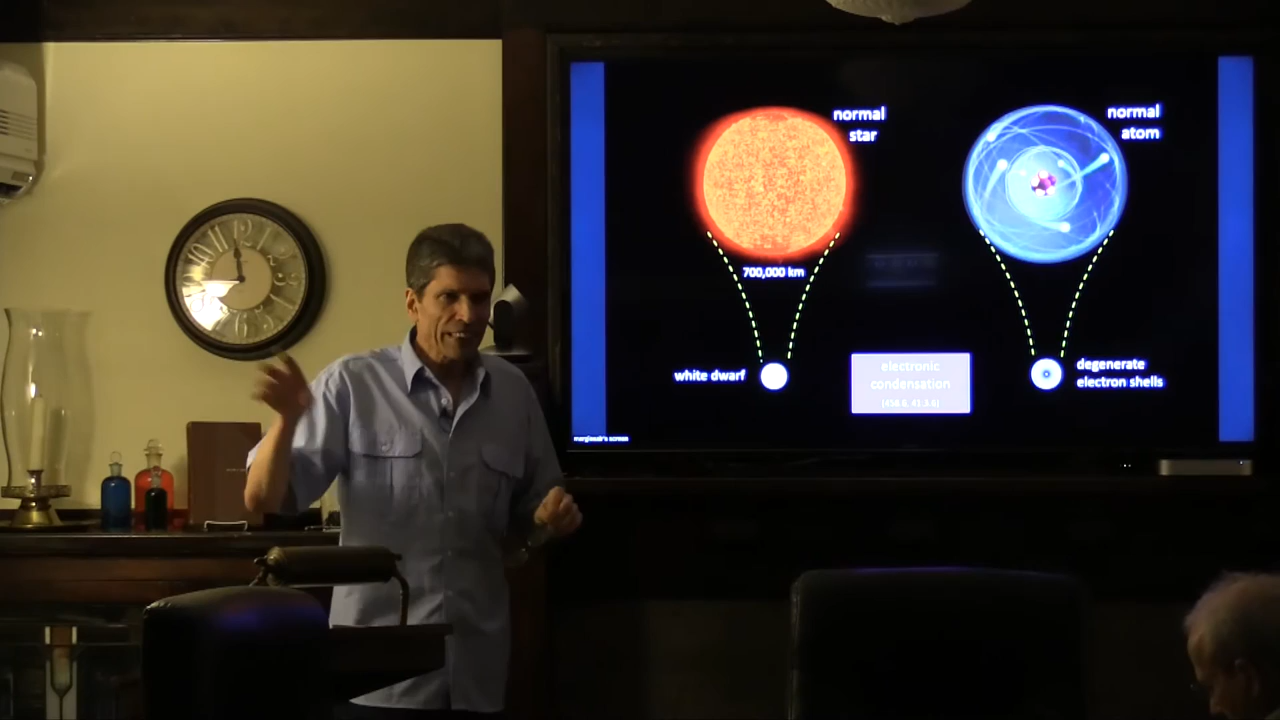 normal
star
normal
atom
700,000 km
white dwarf
electronic
condensation
degenerate
electron shells